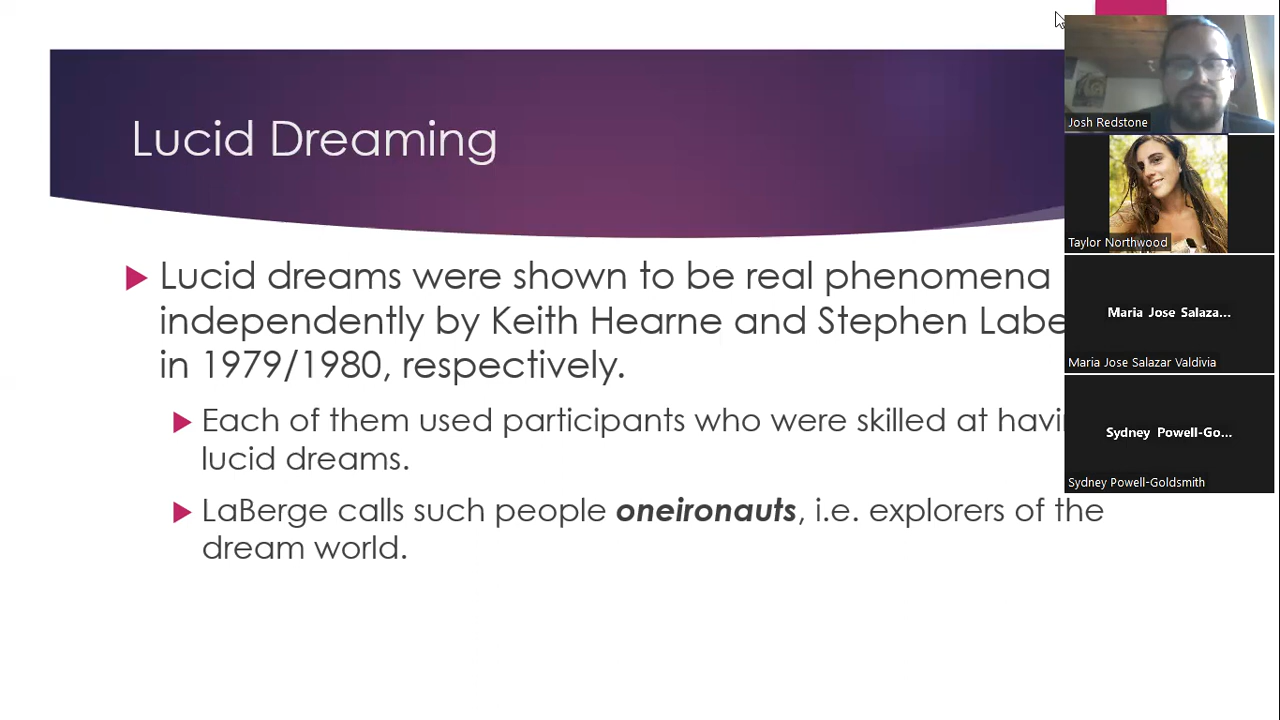 Lucid Dreaming
Lucid dreams were shown to be real phenomena
independently by Keith Hearne and Stephen Labe
in 1979/1980, respectively.
Each of them used participants who were skilled at havi
lucid dreams.
LaBerge calls such people oneironauts, i.e. explorers of the
dream world.
Josh Redstone
Taylor Northwood
Maria Jose Salaza...
Maria Jose Salazar Valdivia
Sydney Powell-Go...
Sydney Powell-Goldsmith